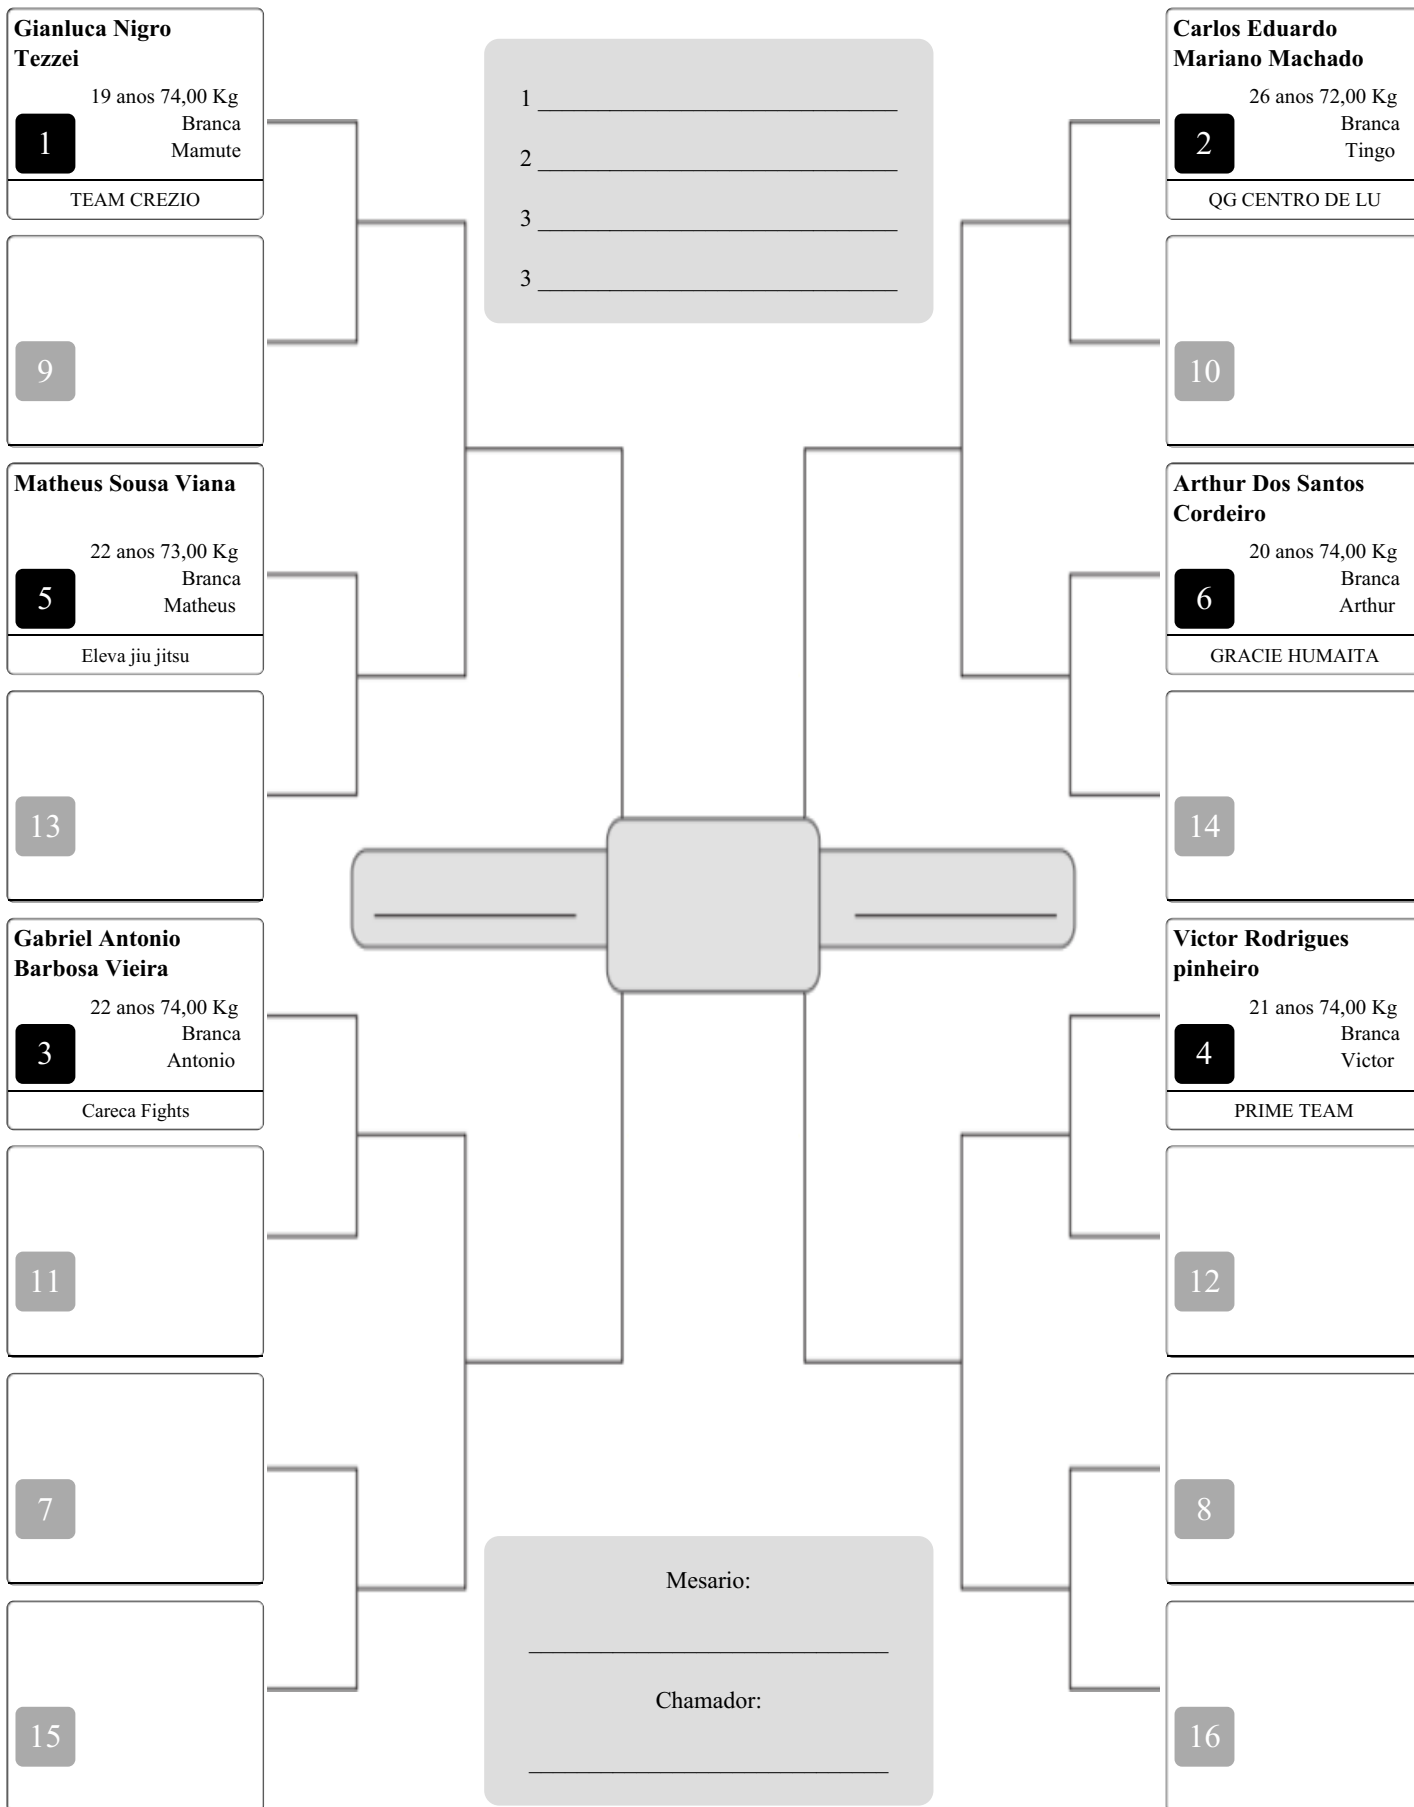 Gianluca Nigro
Tezzei
19 anos 74,00 Kg
Branca
1
Mamute
TEAM CREZIO
9
Matheus Sousa Viana
22 anos 73,00 Kg
Branca
5
Matheus
Eleva jiu jitsu
13
Gabriel Antonio
Barbosa Vieira
22 anos 74,00 Kg
Branca
3
Antonio
Careca Fights
11
7
15
1
2
3
3
Mesario:
Chamador:
Carlos Eduardo
Mariano Machado
26 anos 72,00 Kg
Branca
2
Tingo
QG CENTRO DE LU
10
Arthur Dos Santos
Cordeiro
20 anos 74,00 Kg
Branca
6
Arthur
GRACIE HUMAITA
14
Victor Rodrigues
pinheiro
21 anos 74,00 Kg
Branca
4
Victor
PRIME TEAM
12
8
16